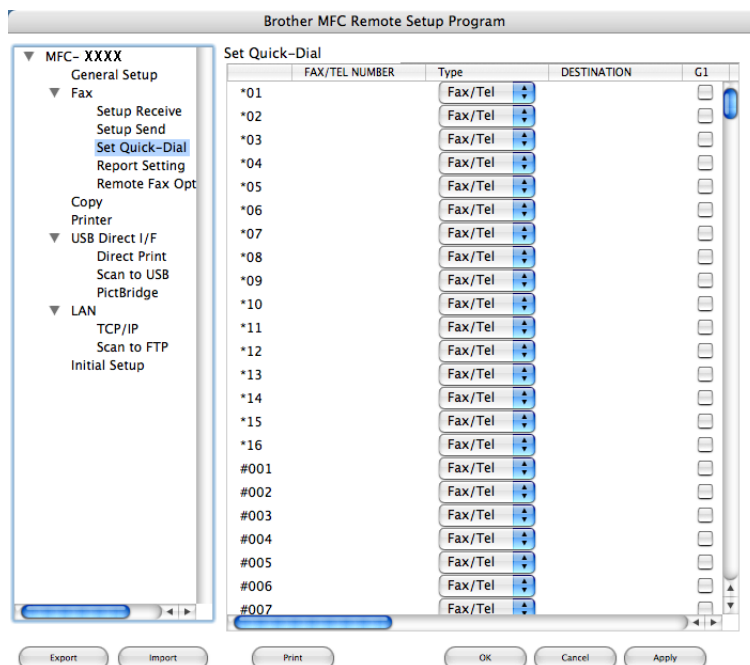 Brother MFC Remote Setup Program
MFC- XXXX
General Setup
Fax
Setup Receive
Setup Send
Set Quick-Dial
Report Setting
Remote Fax Opt
Copy
Printer
USB Direct I/F
Direct Print
Scan to USB
PictBridge
LAN
TCP/IP
Scan to FTP
Initial Setup
Set Quick-Dial
FAX/TEL NUMBER Type DESTINATION G1
*01 Fax/Tel
*02 Fax/Tel
*03 Fax/Tel
*04 Fax/Tel
*05 Fax/Tel
*06 Fax/Tel
*07 Fax/Tel
*08 Fax/Tel
*09 Fax/Tel
*10 Fax/Tel
*11 Fax/Tel
*12 Fax/Tel
*13 Fax/Tel
*14 Fax/Tel
*15 Fax/Tel
*16 Fax/Tel
#001 Fax/Tel
#002 Fax/Tel
#003 Fax/Tel
#004 Fax/Tel
#005 Fax/Tel
#006 Fax/Tel
#007 Fax/Tel
Export Import Print OK Cancel Apply